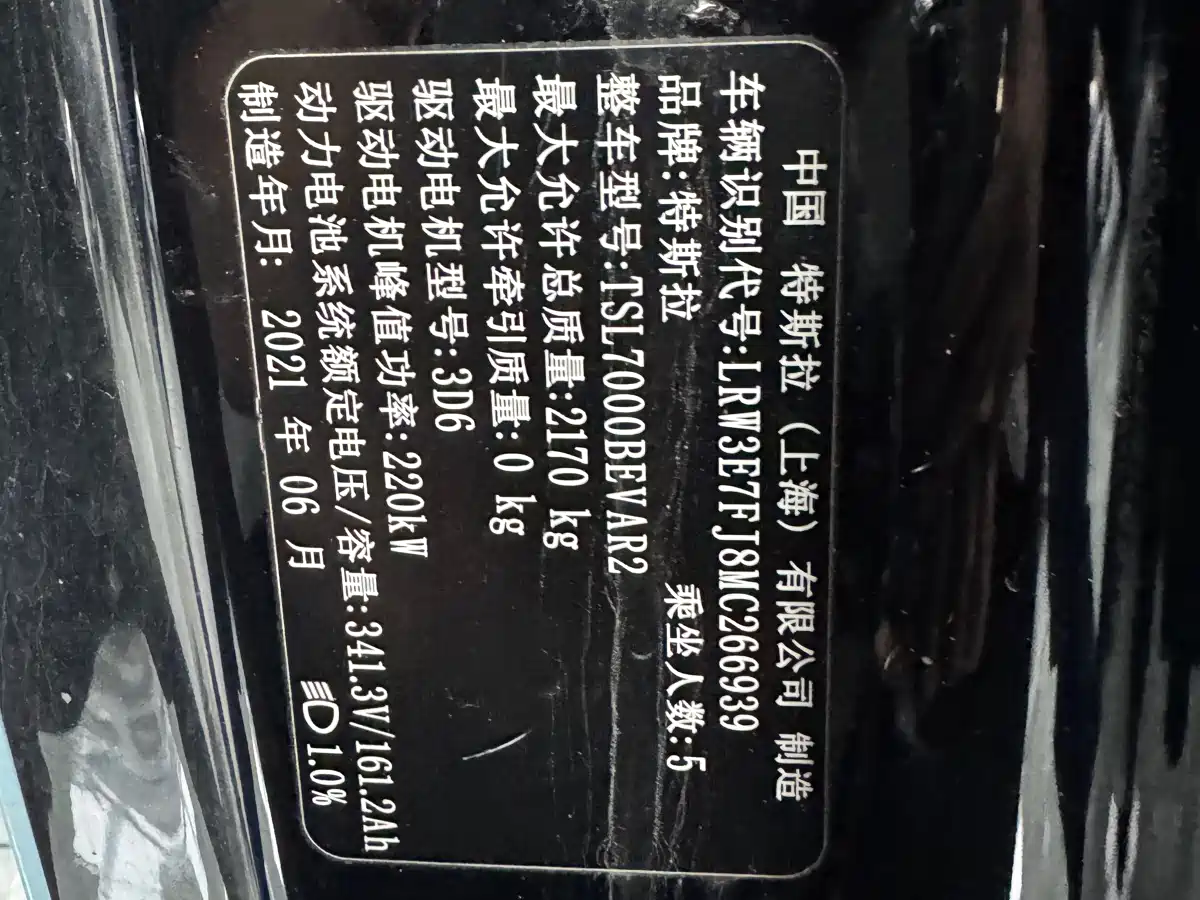 中国 特斯拉（上海）有限公司 制造
车辆识别代号:LRW3E7FJ8MC266939
品牌:特斯拉 乘坐人数:5
整车型号:TSL7000BEVAR2
最大允许总质量:2170 kg
最大允许牵引质量:0 kg
驱动电机型号:3D6
驱动电机峰值功率:220kW
动力电池系统额定电压/容量:341.3V/161.2Ah
制造年月: 2021 年 06 月 1.0%